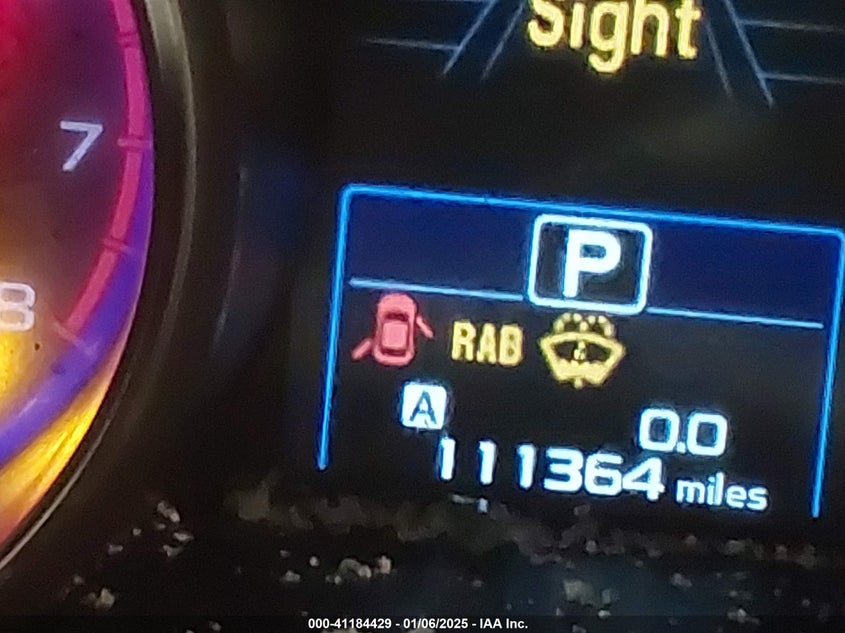 Sight
7
P
8
RAB
A
0.0
111364 miles
000-41184429 - 01/06/2025 - IAA Inc.